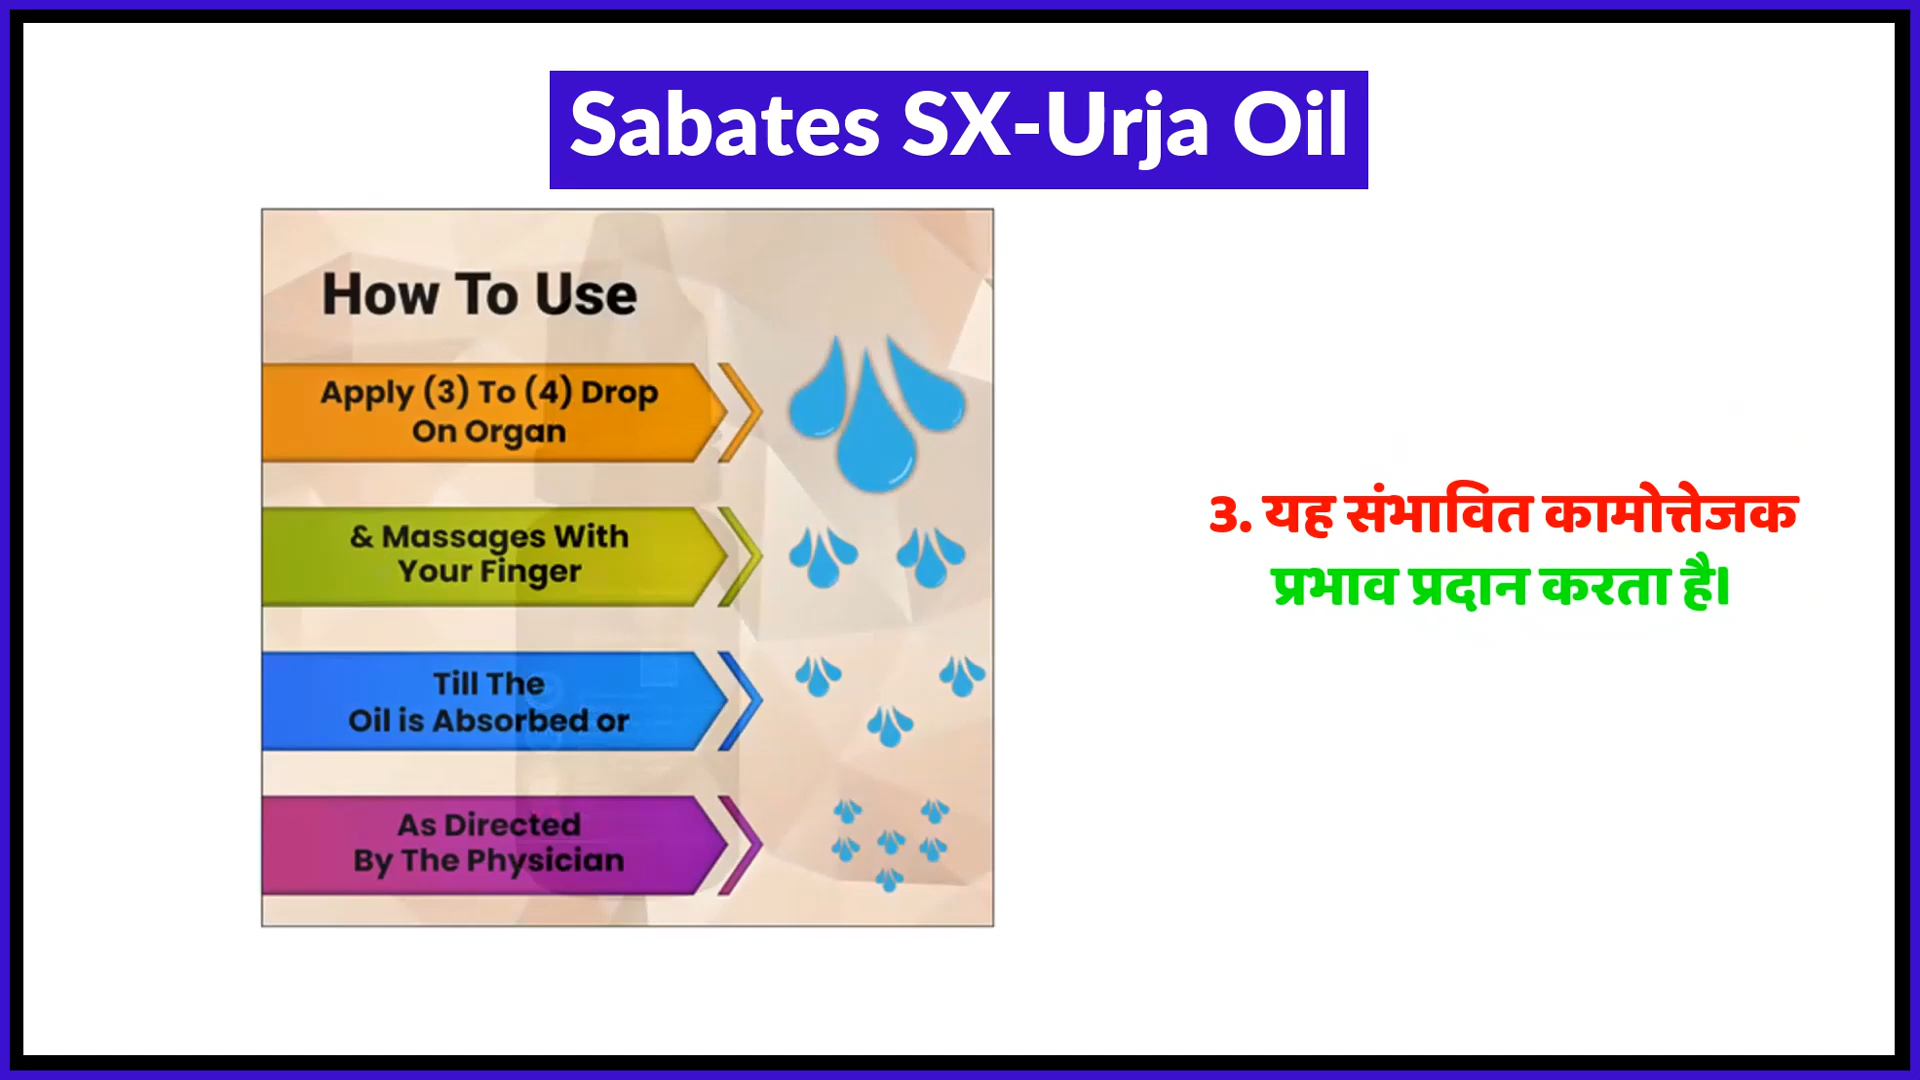 Sabates SX-Urja Oil
How To Use
Apply (3) To (4) Drop
On Organ
& Massages With
Your Finger
Till The
Oil is Absorbed or
As Directed
By The Physician
3. यह संभावित कामोत्तेजक
प्रभाव प्रदान करता है।